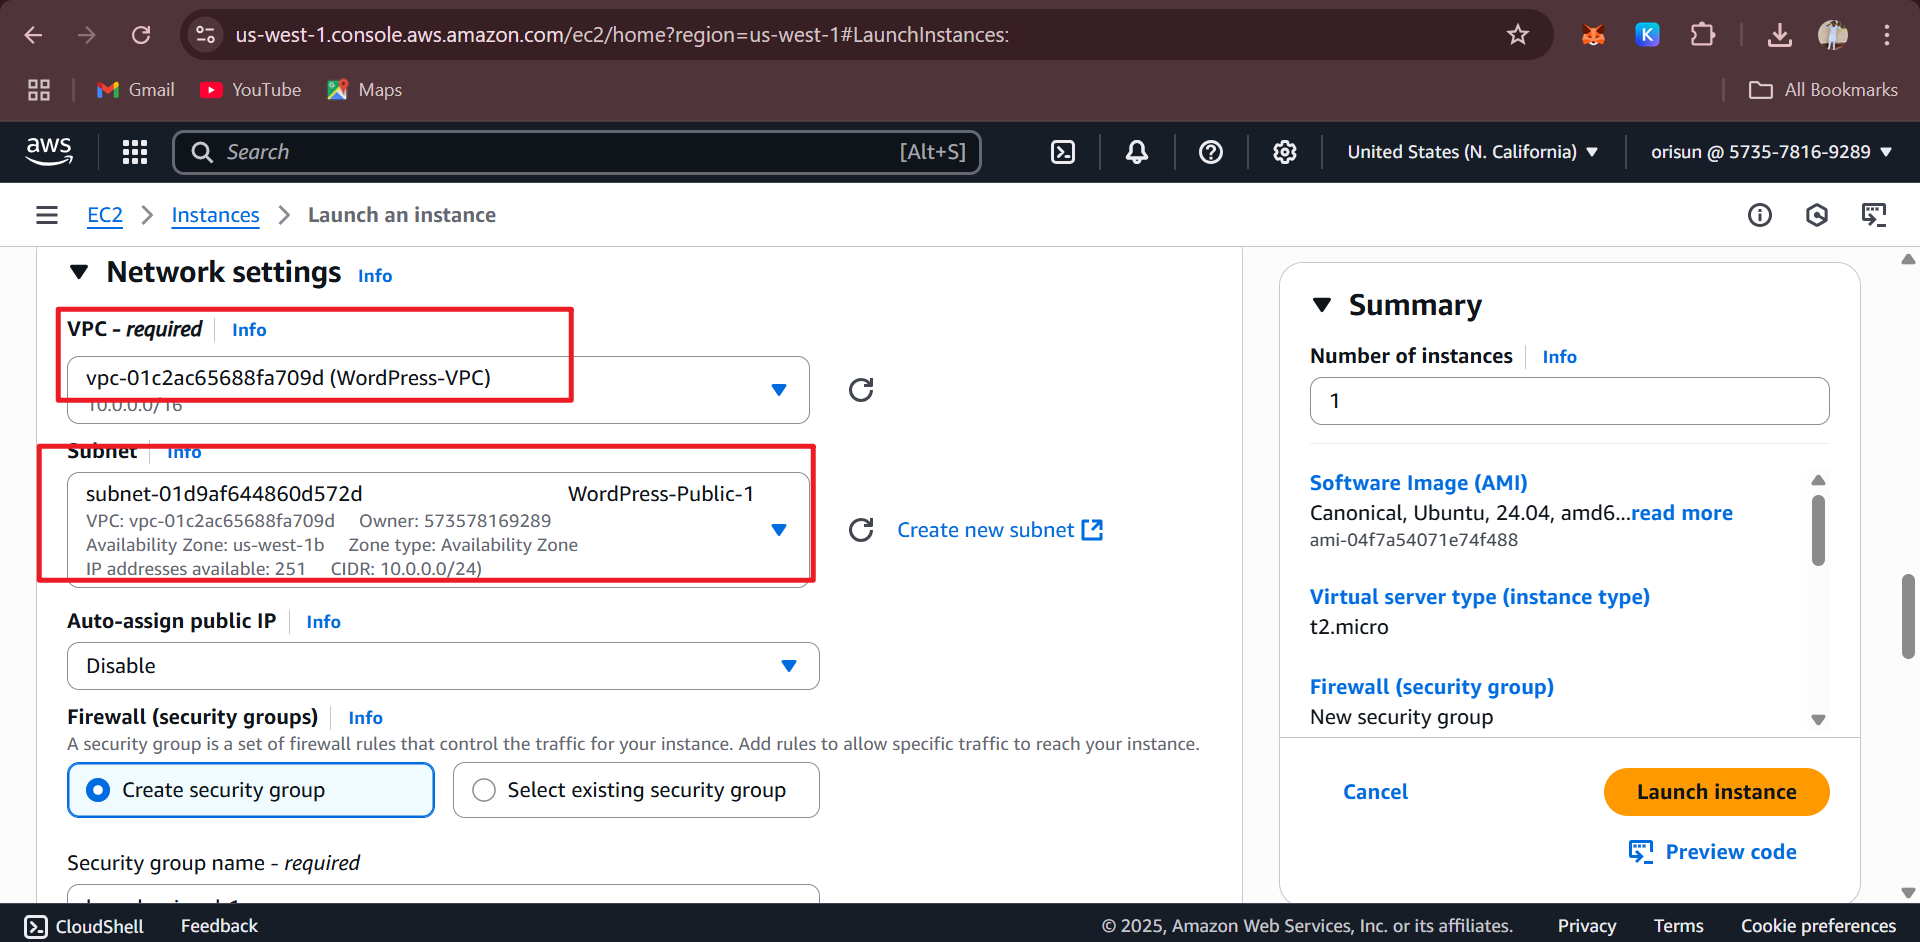 us-west-1.console.aws.amazon.com/ec2/home?region=us-west-1#LaunchInstances:
K
Gmail
YouTube
Maps
All Bookmarks
aws
Search
[Alt+S]
United States (N. California)
orisun @ 5735-7816-9289
EC2
Instances
Launch an instance
Network settings Info
VPC - required Info
vpc-01c2ac65688fa709d (WordPress-VPC)
10.0.0.0/16
Subnet Info
subnet-01d9af644860d572d WordPress-Public-1
VPC: vpc-01c2ac65688fa709d Owner: 573578169289
Availability Zone: us-west-1b Zone type: Availability Zone
IP addresses available: 251 CIDR: 10.0.0.0/24)
Create new subnet
Auto-assign public IP Info
Disable
Firewall (security groups) Info
A security group is a set of firewall rules that control the traffic for your instance. Add rules to allow specific traffic to reach your instance.
Create security group
Select existing security group
Security group name - required
Summary
Number of instances Info
1
Software Image (AMI)
Canonical, Ubuntu, 24.04, amd6...read more
ami-04f7a54071e74f488
Virtual server type (instance type)
t2.micro
Firewall (security group)
New security group
Cancel
Launch instance
Preview code
CloudShell
Feedback
© 2025, Amazon Web Services, Inc. or its affiliates.
Privacy
Terms
Cookie preferences